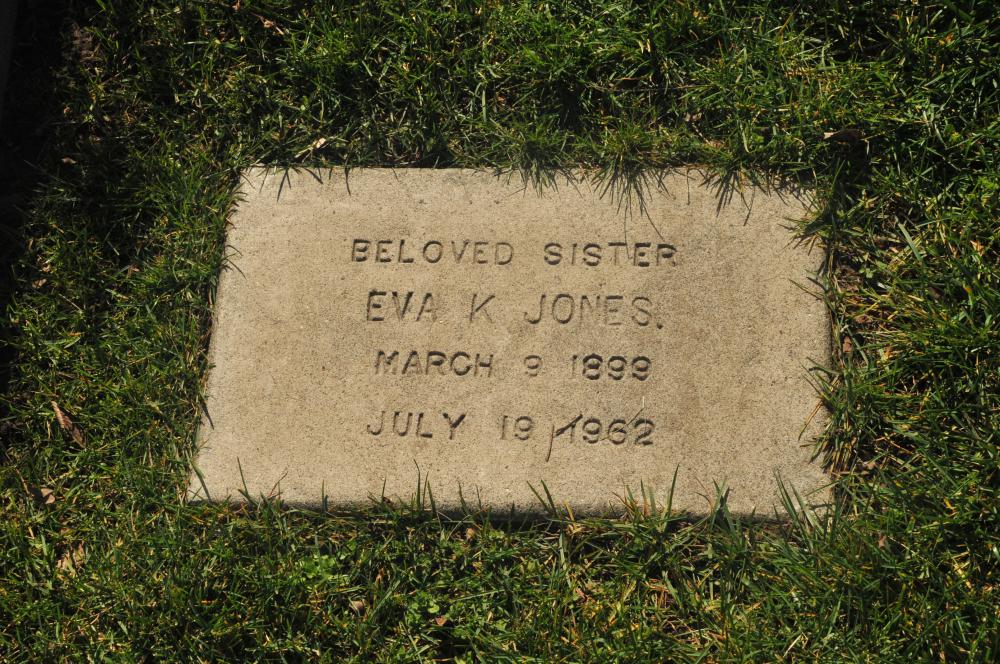 BELOVED SISTER
EVA K JONES.
MARCH 9 1899
JULY 19 1962